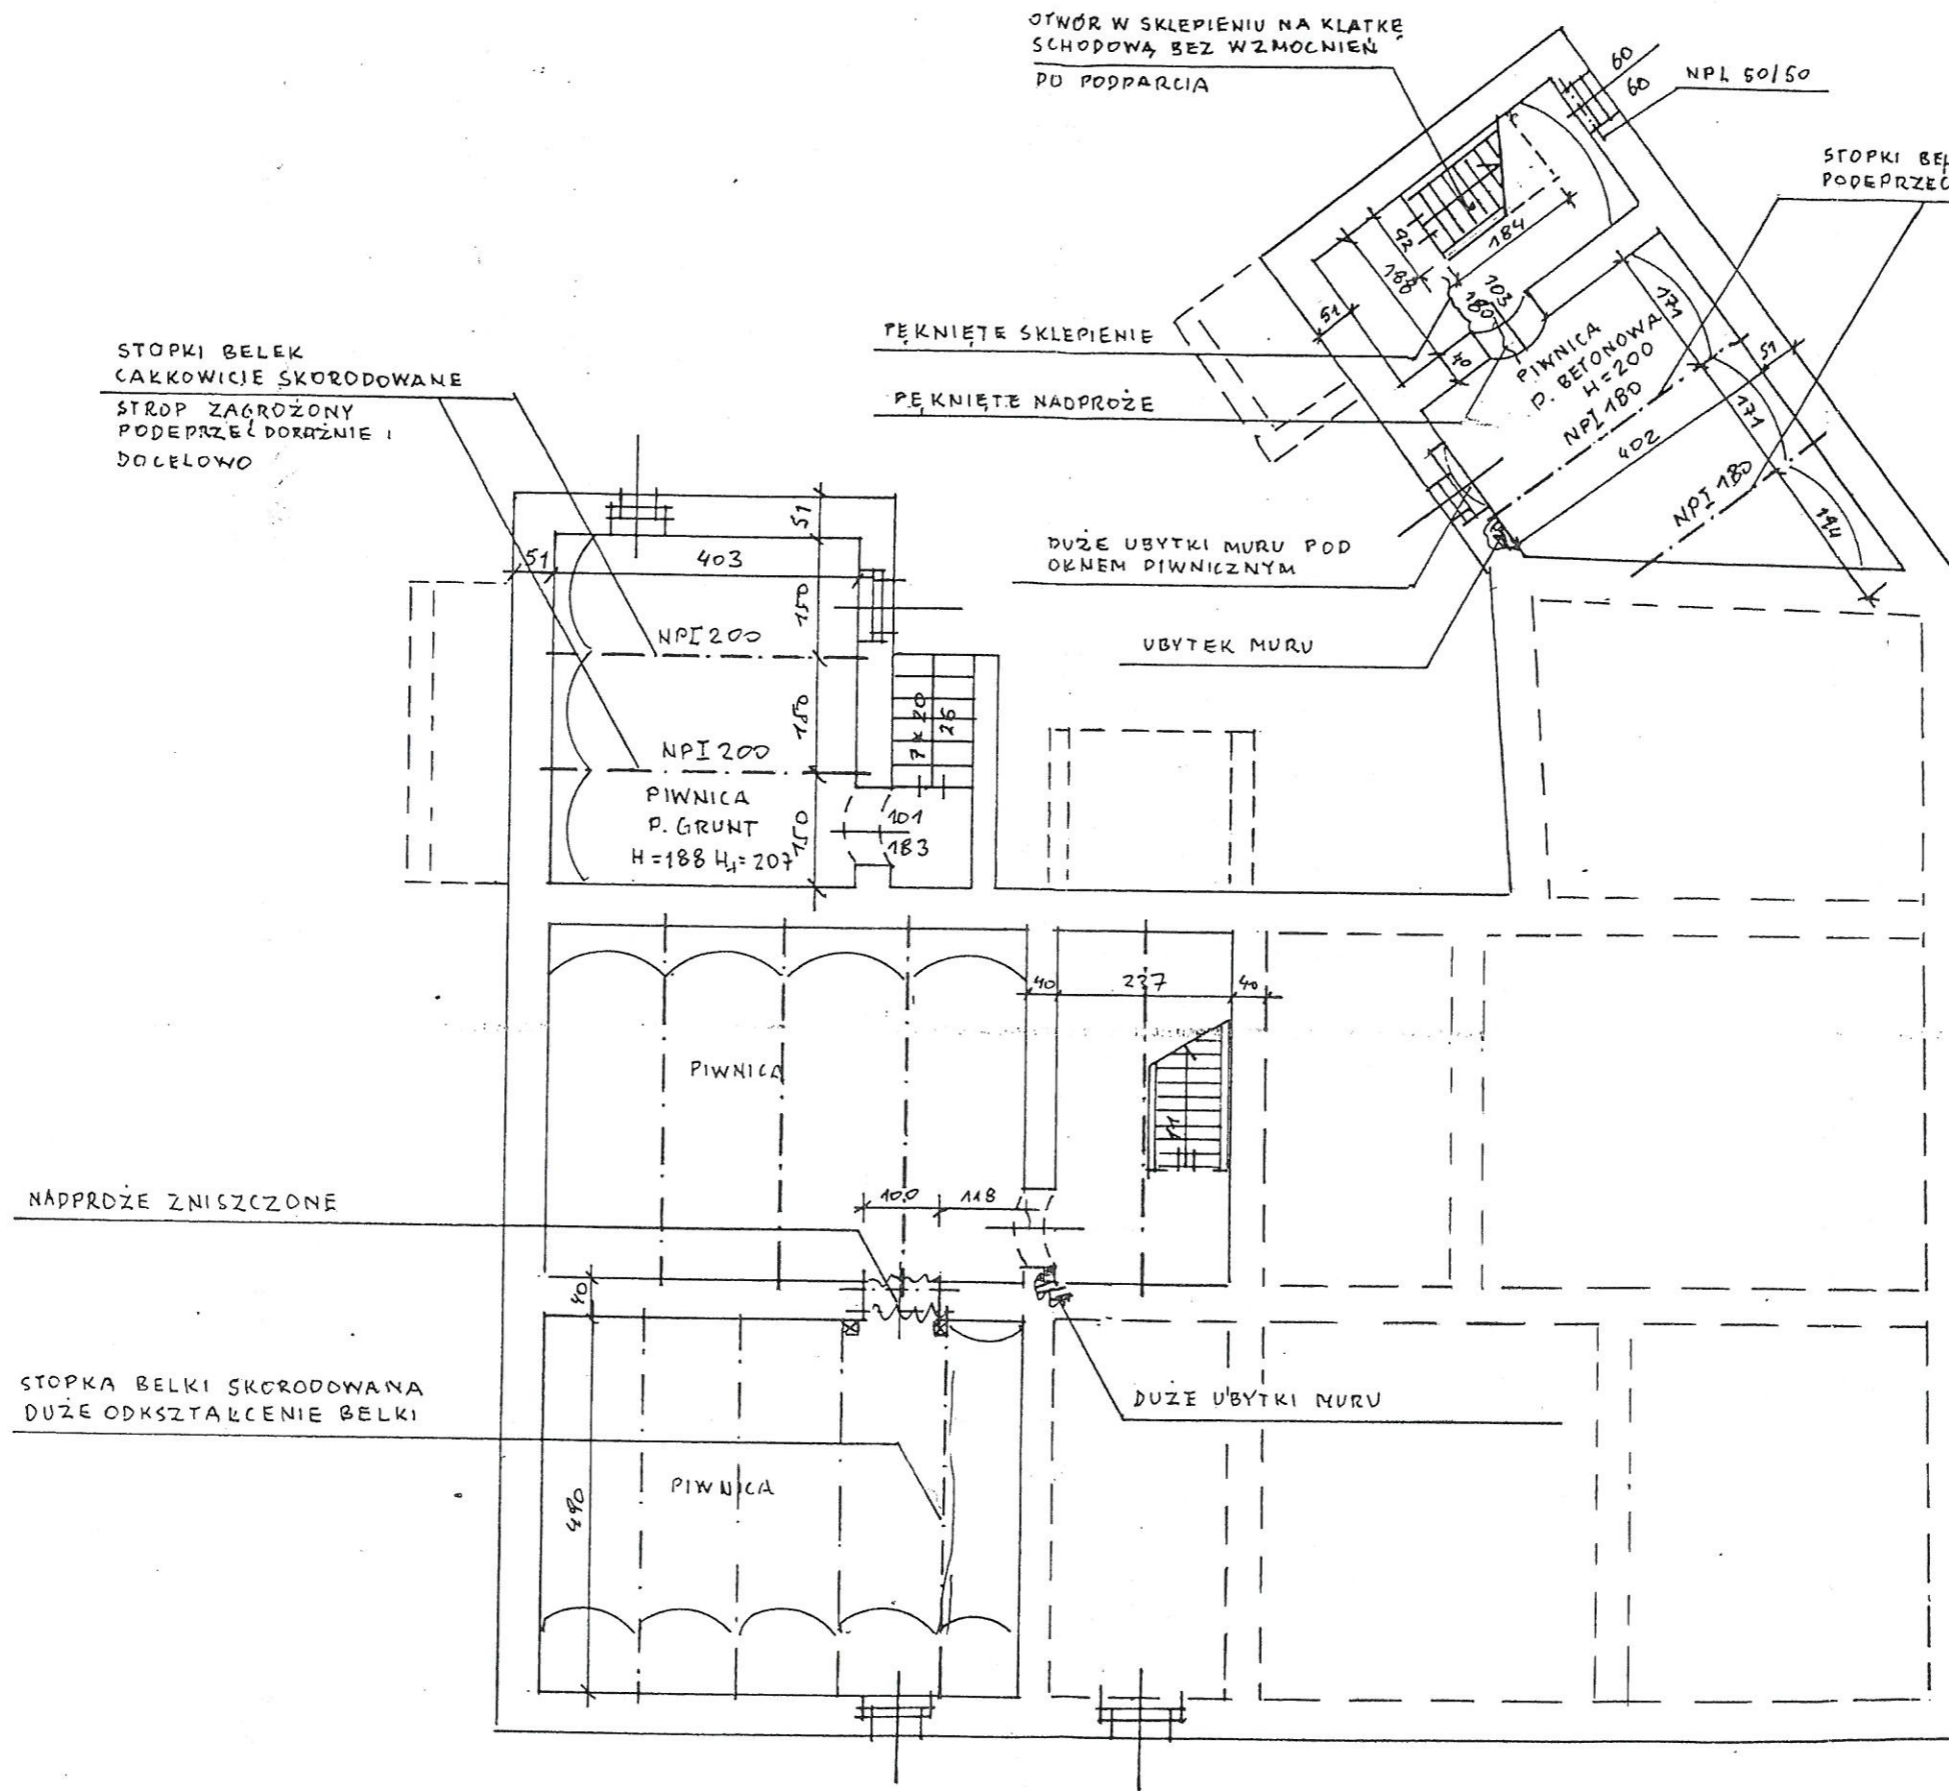 OTWÓR W SKLEPIENIU NA KLATKĘ
SCHODOWĄ BEZ WZMOCNIEŃ
DO PODPARCIA
60
60
NPL 50/50
STOPKI BEL
PODEPRZEĆ
92
184
188
103
180
51
40
PĘKNIĘTE SKLEPIENIE
PĘKNIĘTE NADPROŻE
PIWNICA
P. BETONOWA
H=200
NPI 180
171
51
171
402
NPI 180
194
STOPKI BELEK
CAŁKOWICIE SKORODOWANE
STROP ZAGROŻONY
PODEPRZEĆ DORAŹNIE I
DOCELOWO
DUŻE UBYTKI MURU POD
OKNEM PIWNICZNYM
UBYTEK MURU
51
51
403
150
NPI 200
150
7 x 20
26
NPI 200
PIWNICA
P. GRUNT
H=188 H₁=207
150
101
183
40
237
40
PIWNICA
11
NADPROŻE ZNISZCZONE
100
118
40
STOPKA BELKI SKORODOWANA
DUŻE ODKSZTAŁCENIE BELKI
DUŻE UBYTKI MURU
PIWNICA
490